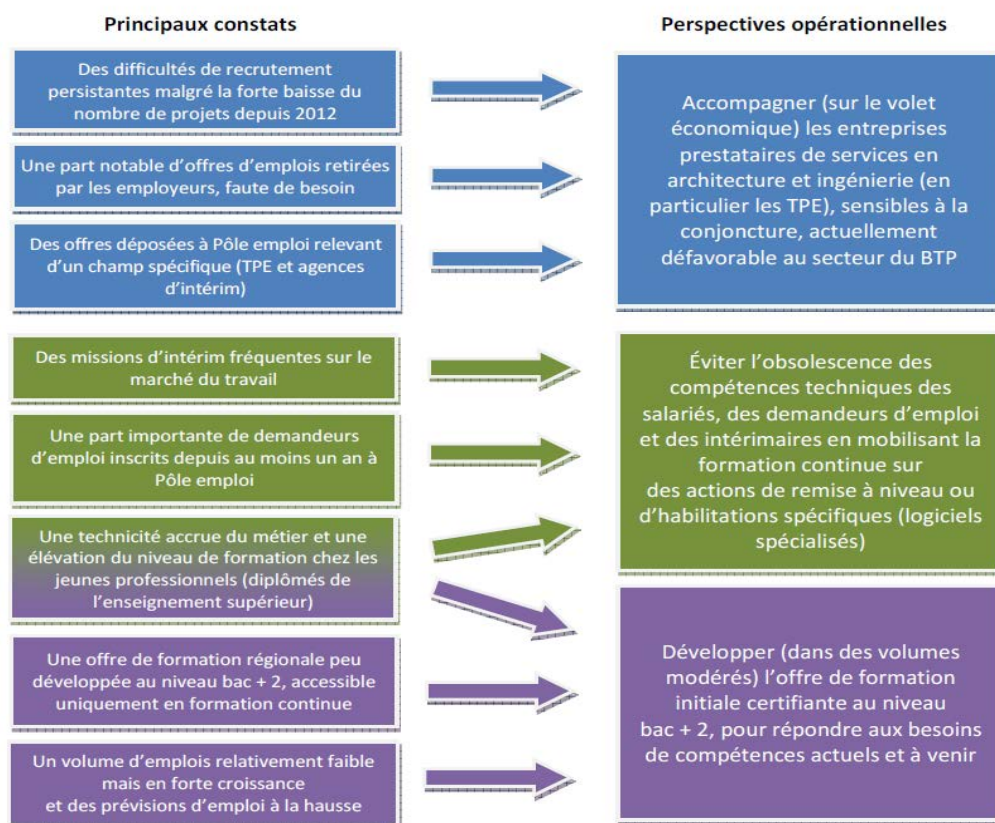 Principaux constats
Perspectives opérationnelles
Des difficultés de recrutement
persistantes malgré la forte baisse du
nombre de projets depuis 2012
Une part notable d'offres d'emplois retirées
par les employeurs, faute de besoin
Des offres déposées à Pôle emploi relevant
d'un champ spécifique (TPE et agences
d'intérim)
Accompagner (sur le volet
économique) les entreprises
prestataires de services en
architecture et ingénierie (en
particulier les TPE), sensibles à la
conjoncture, actuellement
défavorable au secteur du BTP
Des missions d'intérim fréquentes sur le
marché du travail
Une part importante de demandeurs
d'emploi inscrits depuis au moins un an à
Pôle emploi
Une technicité accrue du métier et une
élévation du niveau de formation chez les
jeunes professionnels (diplômés de
l'enseignement supérieur)
Éviter l'obsolescence des
compétences techniques des
salariés, des demandeurs d'emploi
et des intérimaires en mobilisant la
formation continue sur
des actions de remise à niveau ou
d'habilitations spécifiques (logiciels
spécialisés)
Une offre de formation régionale peu
développée au niveau bac + 2, accessible
uniquement en formation continue
Un volume d'emplois relativement faible
mais en forte croissance
et des prévisions d'emploi à la hausse
Développer (dans des volumes
modérés) l'offre de formation
initiale certifiante au niveau
bac + 2, pour répondre aux besoins
de compétences actuels et à venir